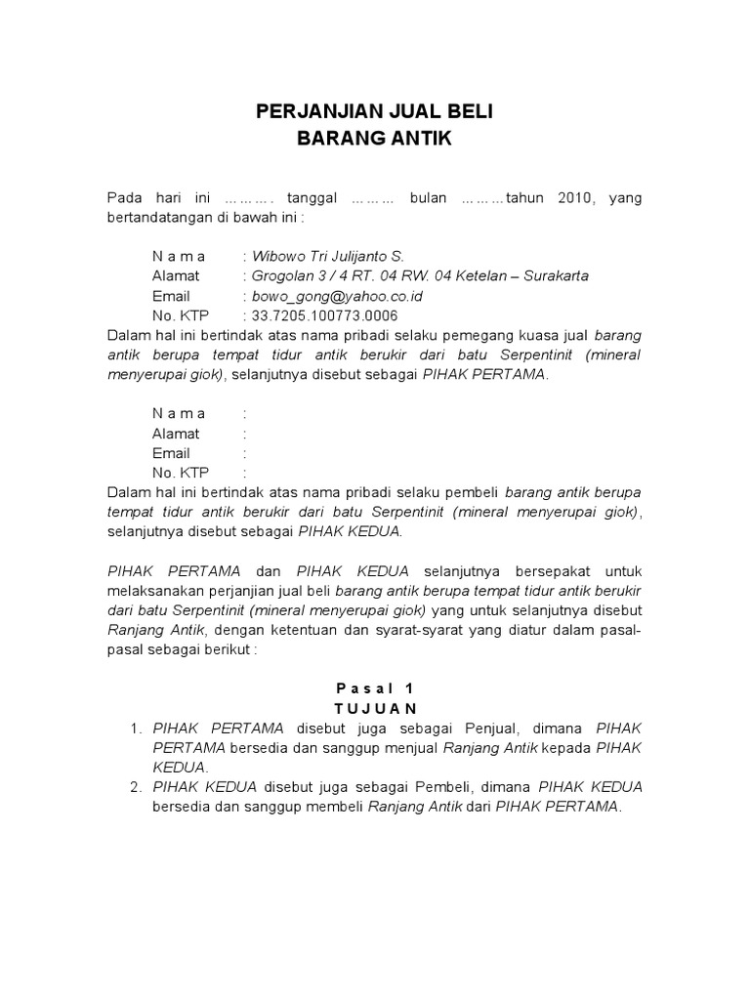 PERJANJIAN JUAL BELI
BARANG ANTIK
Pada hari ini ………. tanggal ……… bulan ………tahun 2010, yang
bertandatangan di bawah ini :
N a m a : Wibowo Tri Julijanto S.
Alamat : Grogolan 3 / 4 RT. 04 RW. 04 Ketelan – Surakarta
Email : bowo_gong@yahoo.co.id
No. KTP : 33.7205.100773.0006
Dalam hal ini bertindak atas nama pribadi selaku pemegang kuasa jual barang
antik berupa tempat tidur antik berukir dari batu Serpentinit (mineral
menyerupai giok), selanjutnya disebut sebagai PIHAK PERTAMA.
N a m a :
Alamat :
Email :
No. KTP :
Dalam hal ini bertindak atas nama pribadi selaku pembeli barang antik berupa
tempat tidur antik berukir dari batu Serpentinit (mineral menyerupai giok),
selanjutnya disebut sebagai PIHAK KEDUA.
PIHAK PERTAMA dan PIHAK KEDUA selanjutnya bersepakat untuk
melaksanakan perjanjian jual beli barang antik berupa tempat tidur antik berukir
dari batu Serpentinit (mineral menyerupai giok) yang untuk selanjutnya disebut
Ranjang Antik, dengan ketentuan dan syarat-syarat yang diatur dalam pasal-
pasal sebagai berikut :
P a s a l 1
T U J U A N
1. PIHAK PERTAMA disebut juga sebagai Penjual, dimana PIHAK
PERTAMA bersedia dan sanggup menjual Ranjang Antik kepada PIHAK
KEDUA.
2. PIHAK KEDUA disebut juga sebagai Pembeli, dimana PIHAK KEDUA
bersedia dan sanggup membeli Ranjang Antik dari PIHAK PERTAMA.